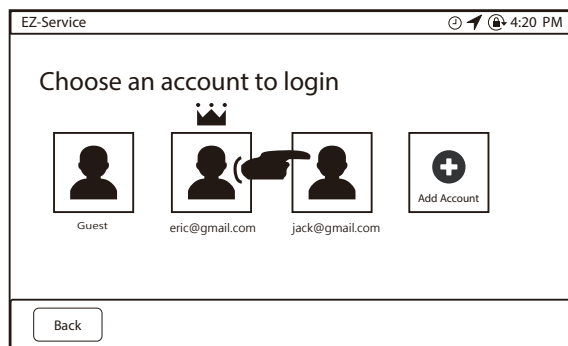 EZ-Service 4:20 PM
Choose an account to login
Guest eric@gmail.com jack@gmail.com Add Account
Back